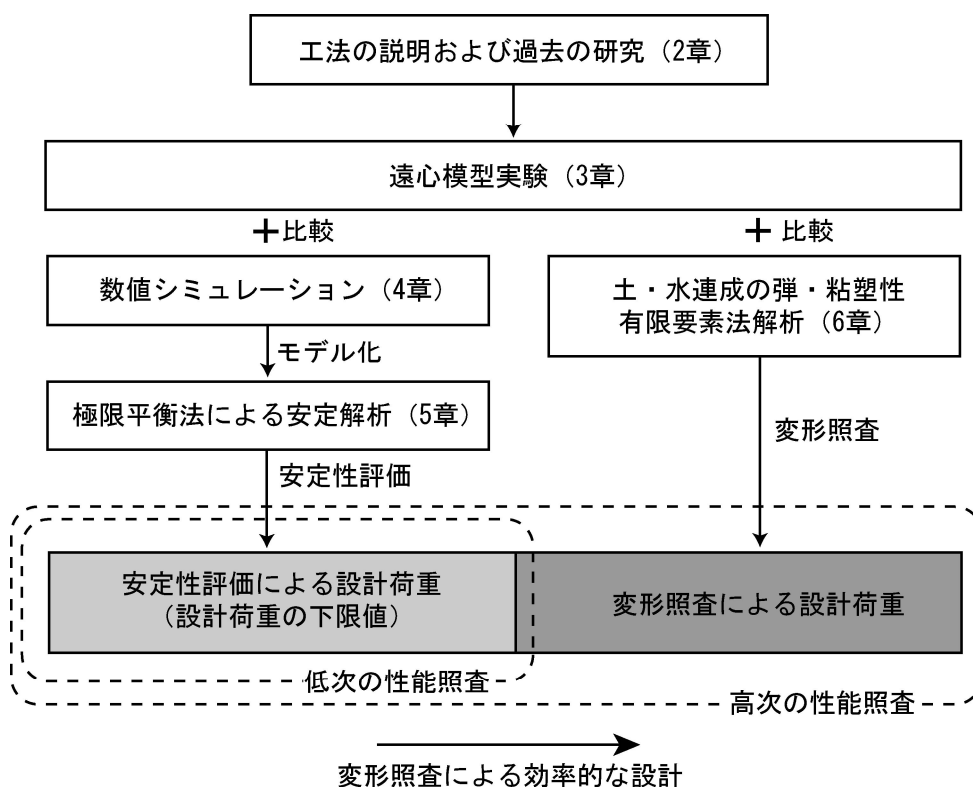 工法の説明および過去の研究（2章）
遠心模型実験（3章）
+比較
+ 比較
数値シミュレーション（4章）
土・水連成の弾・粘塑性
有限要素法解析（6章）
モデル化
極限平衡法による安定解析（5章）
変形照査
安定性評価
安定性評価による設計荷重
（設計荷重の下限値）
変形照査による設計荷重
低次の性能照査
高次の性能照査
変形照査による効率的な設計